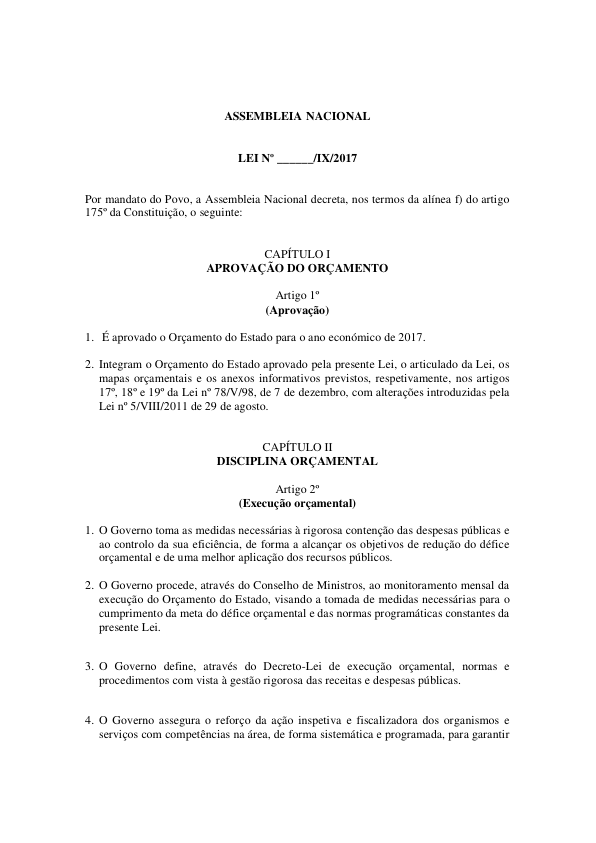 ASSEMBLEIA NACIONAL
LEI Nº ______/IX/2017
Por mandato do Povo, a Assembleia Nacional decreta, nos termos da alínea f) do artigo
175º da Constituição, o seguinte:
CAPÍTULO I
APROVAÇÃO DO ORÇAMENTO
Artigo 1º
(Aprovação)
1. É aprovado o Orçamento do Estado para o ano económico de 2017.
2. Integram o Orçamento do Estado aprovado pela presente Lei, o articulado da Lei, os
mapas orçamentais e os anexos informativos previstos, respetivamente, nos artigos
17º, 18º e 19º da Lei nº 78/V/98, de 7 de dezembro, com alterações introduzidas pela
Lei nº 5/VIII/2011 de 29 de agosto.
CAPÍTULO II
DISCIPLINA ORÇAMENTAL
Artigo 2º
(Execução orçamental)
1. O Governo toma as medidas necessárias à rigorosa contenção das despesas públicas e
ao controlo da sua eficiência, de forma a alcançar os objetivos de redução do défice
orçamental e de uma melhor aplicação dos recursos públicos.
2. O Governo procede, através do Conselho de Ministros, ao monitoramento mensal da
execução do Orçamento do Estado, visando a tomada de medidas necessárias para o
cumprimento da meta do défice orçamental e das normas programáticas constantes da
presente Lei.
3. O Governo define, através do Decreto-Lei de execução orçamental, normas e
procedimentos com vista à gestão rigorosa das receitas e despesas públicas.
4. O Governo assegura o reforço da ação inspetiva e fiscalizadora dos organismos e
serviços com competências na área, de forma sistemática e programada, para garantir